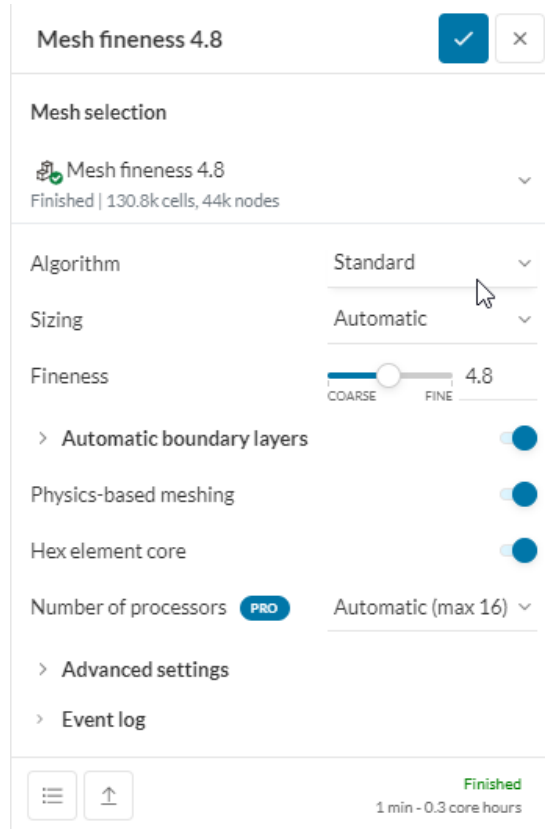 Mesh fineness 4.8
Mesh selection
Mesh fineness 4.8
Finished | 130.8k cells, 44k nodes
Algorithm Standard
Sizing Automatic
Fineness 4.8
COARSE FINE
Automatic boundary layers
Physics-based meshing
Hex element core
Number of processors PRO Automatic (max 16)
Advanced settings
Event log
Finished
1 min - 0.3 core hours